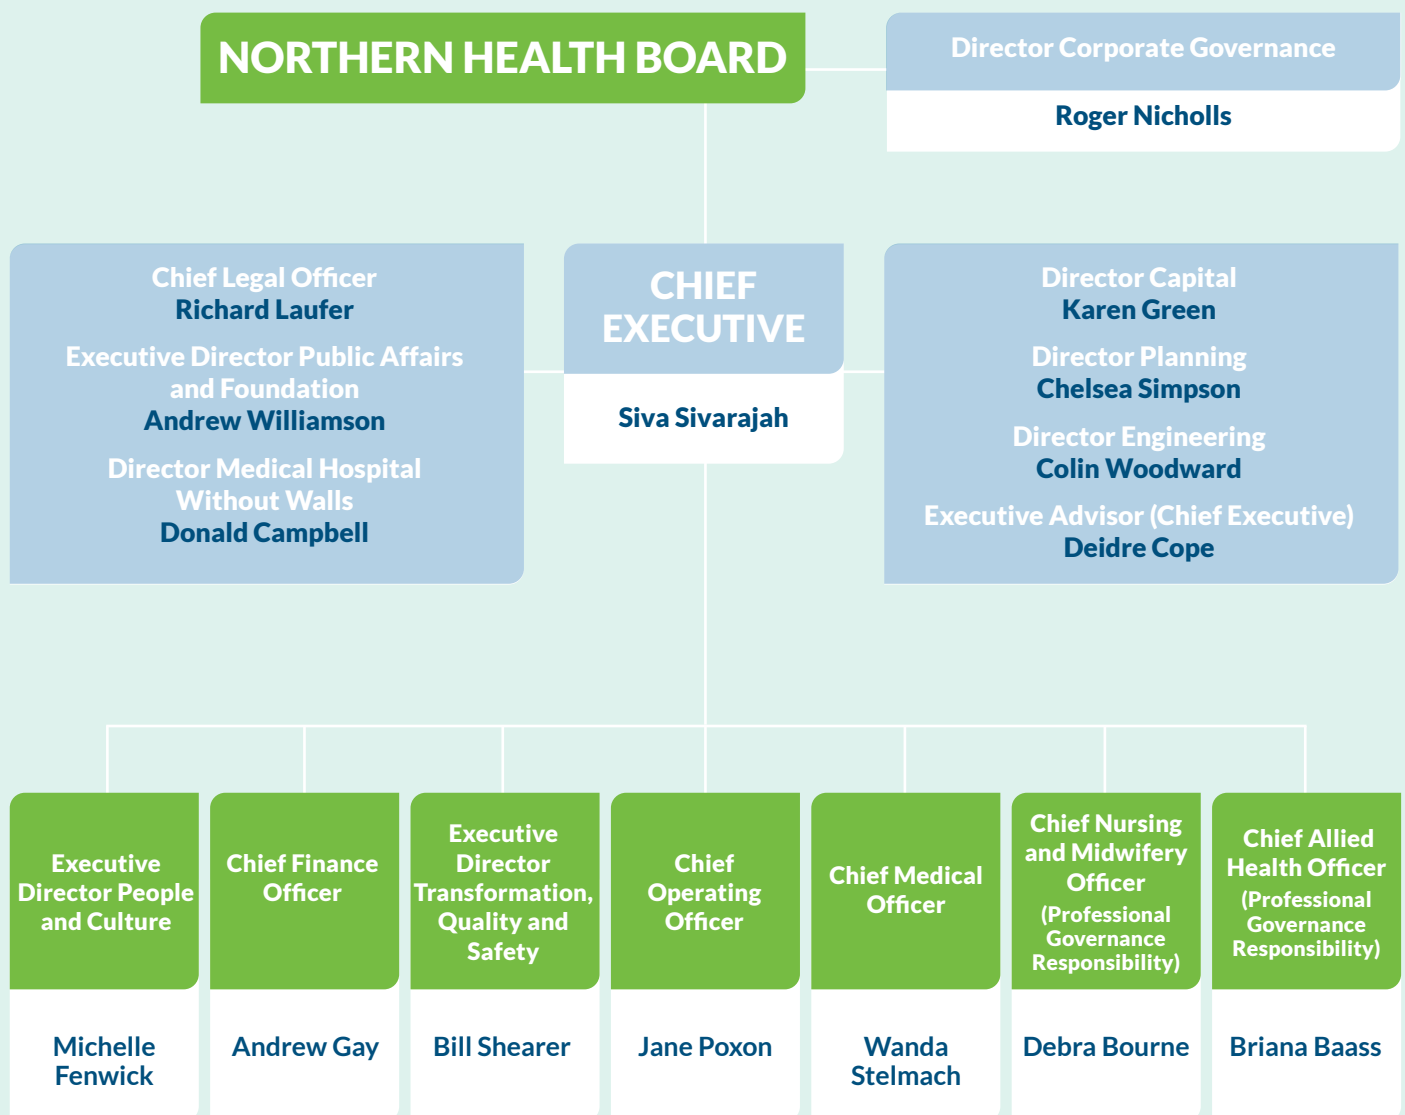 NORTHERN HEALTH BOARD
Director Corporate Governance
Roger Nicholls
Chief Legal Officer
Richard Laufer
Executive Director Public Affairs
and Foundation
Andrew Williamson
Director Medical Hospital
Without Walls
Donald Campbell
CHIEF
EXECUTIVE
Siva Sivarajah
Director Capital
Karen Green
Director Planning
Chelsea Simpson
Director Engineering
Colin Woodward
Executive Advisor (Chief Executive)
Deidre Cope
Executive
Director People
and Culture
Michelle
Fenwick
Chief Finance
Officer
Andrew Gay
Executive
Director
Transformation,
Quality and
Safety
Bill Shearer
Chief
Operating
Officer
Jane Poxon
Chief Medical
Officer
Wanda
Stelmach
Chief Nursing
and Midwifery
Officer
(Professional
Governance
Responsibility)
Debra Bourne
Chief Allied
Health Officer
(Professional
Governance
Responsibility)
Briana Baass